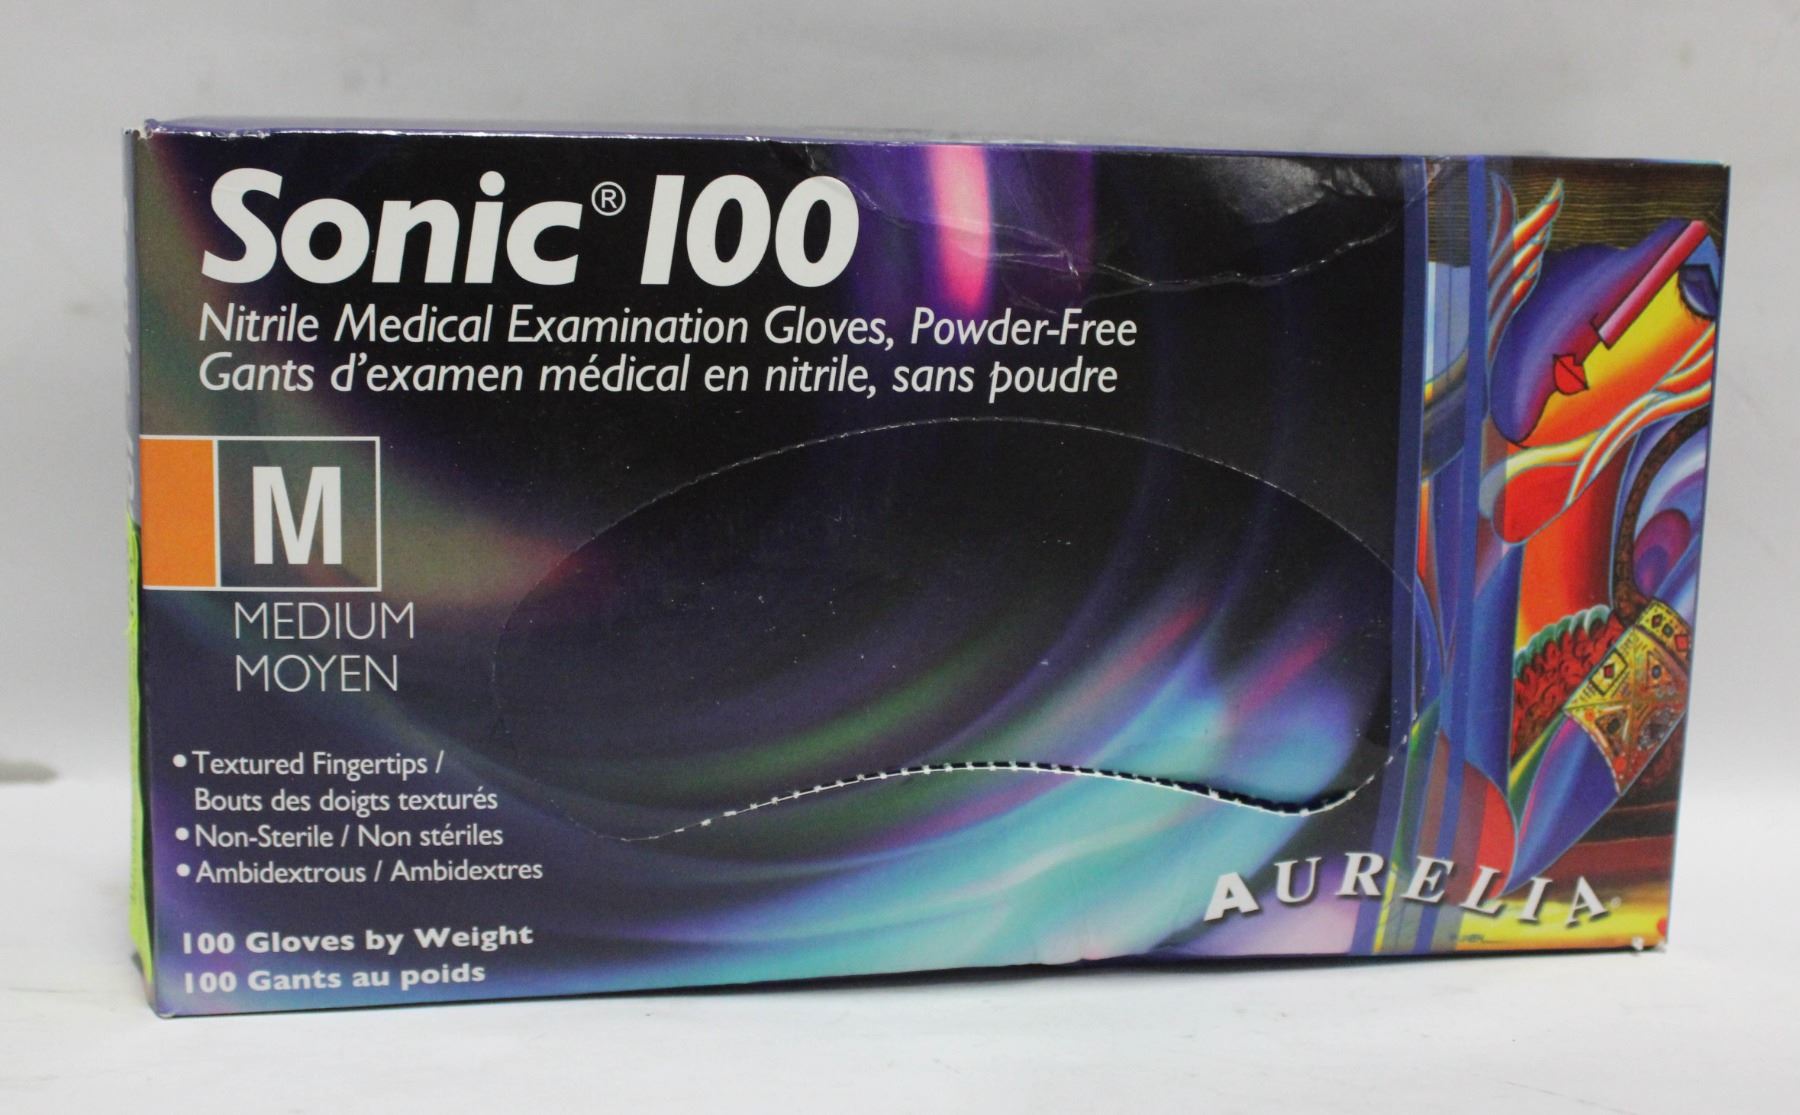 Sonic® 100
Nitrile Medical Examination Gloves, Powder-Free
Gants d'examen médical en nitrile, sans poudre
M
MEDIUM
MOYEN
• Textured Fingertips /
Bouts des doigts texturés
• Non-Sterile / Non stériles
• Ambidextrous / Ambidextres
100 Gloves by Weight
100 Gants au poids
AURELIA®